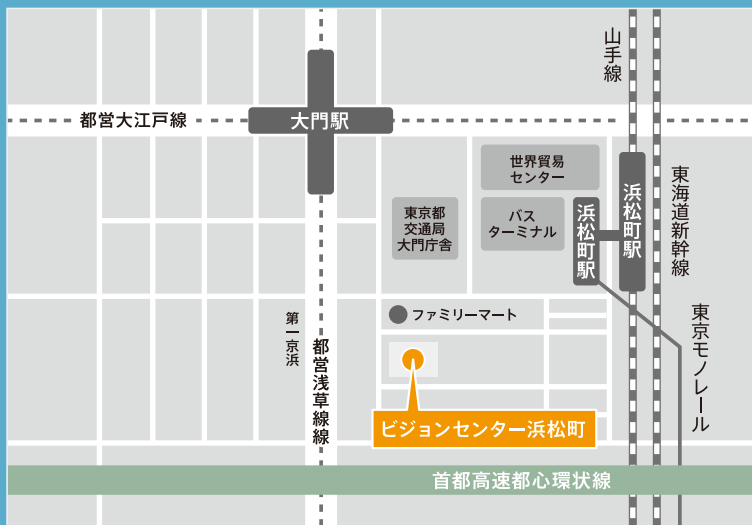 山手線
都営大江戸線
大門駅
世界貿易
センター
東海道新幹線
浜松町駅
浜松町駅
東京都
交通局
大門庁舎
バス
ターミナル
東京モノレール
ファミリーマート
第一京浜
都営浅草線線
ビジョンセンター浜松町
首都高速都心環状線